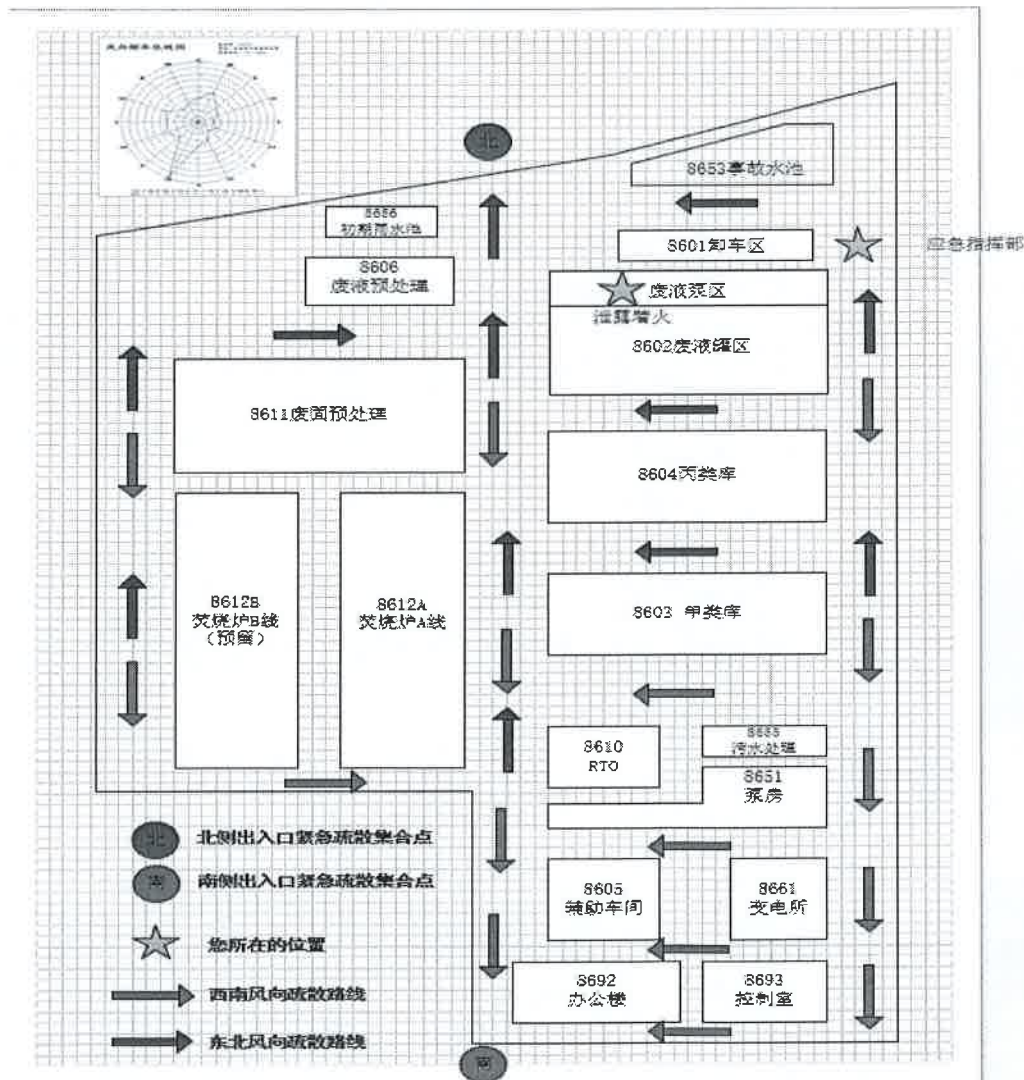 北
8653事故水池
8686
初期雨水池
8601卸车区
应急指挥部
8606
废液预处理
废液泵区
泄露着火
8602废液罐区
8611废固预处理
8604丙类库
8612B
焚烧炉B线
（预留）
8612A
焚烧炉A线
8603 甲类库
8610
RTO
污水处理
8651
泵房
北
北侧出入口紧急疏散集合点
南
南侧出入口紧急疏散集合点
8605
辅助车间
8661
变电所
您所在的位置
西南风向疏散路线
8692
办公楼
8693
控制室
东北风向疏散路线
南